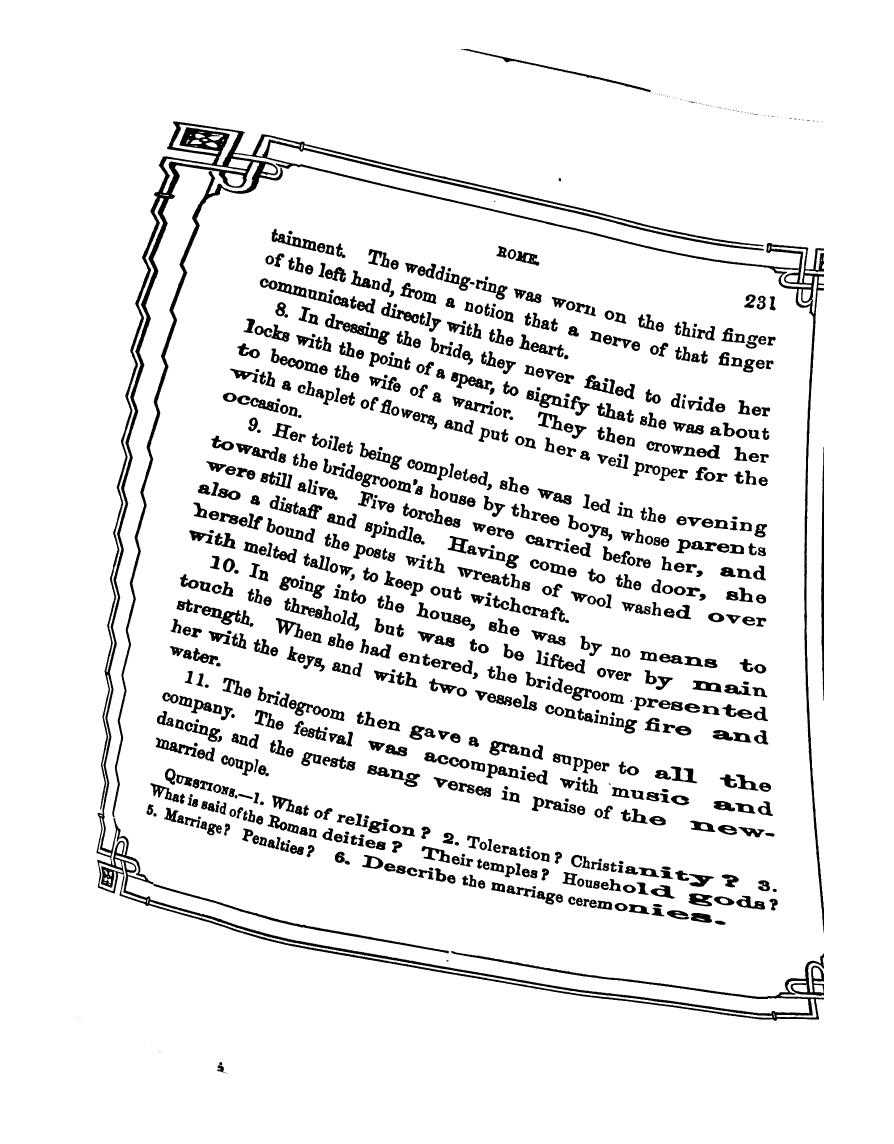 ROME.
231
tainment. The wedding-ring was worn on the third finger
of the left hand, from a notion that a nerve of that finger
communicated directly with the heart.
8. In dressing the bride, they never failed to divide her
locks with the point of a spear, to signify that she was about
to become the wife of a warrior. They then crowned her
with a chaplet of flowers, and put on her a veil proper for the
occasion.
9. Her toilet being completed, she was led in the evening
towards the bridegroom's house by three boys, whose parents
were still alive. Five torches were carried before her, and
also a distaff and spindle. Having come to the door, she
herself bound the posts with wreaths of wool washed over
with melted tallow, to keep out witchcraft.
10. In going into the house, she was by no means to
touch the threshold, but was to be lifted over by main
strength. When she had entered, the bridegroom presented
her with the keys, and with two vessels containing fire and
water.
11. The bridegroom then gave a grand supper to all the
company. The festival was accompanied with music and
dancing, and the guests sang verses in praise of the new-
married couple.
QUESTIONS.—1. What of religion? 2. Toleration? Christianity? 3.
What is said of the Roman deities? Their temples? Household gods?
5. Marriage? Penalties? 6. Describe the marriage ceremonies.